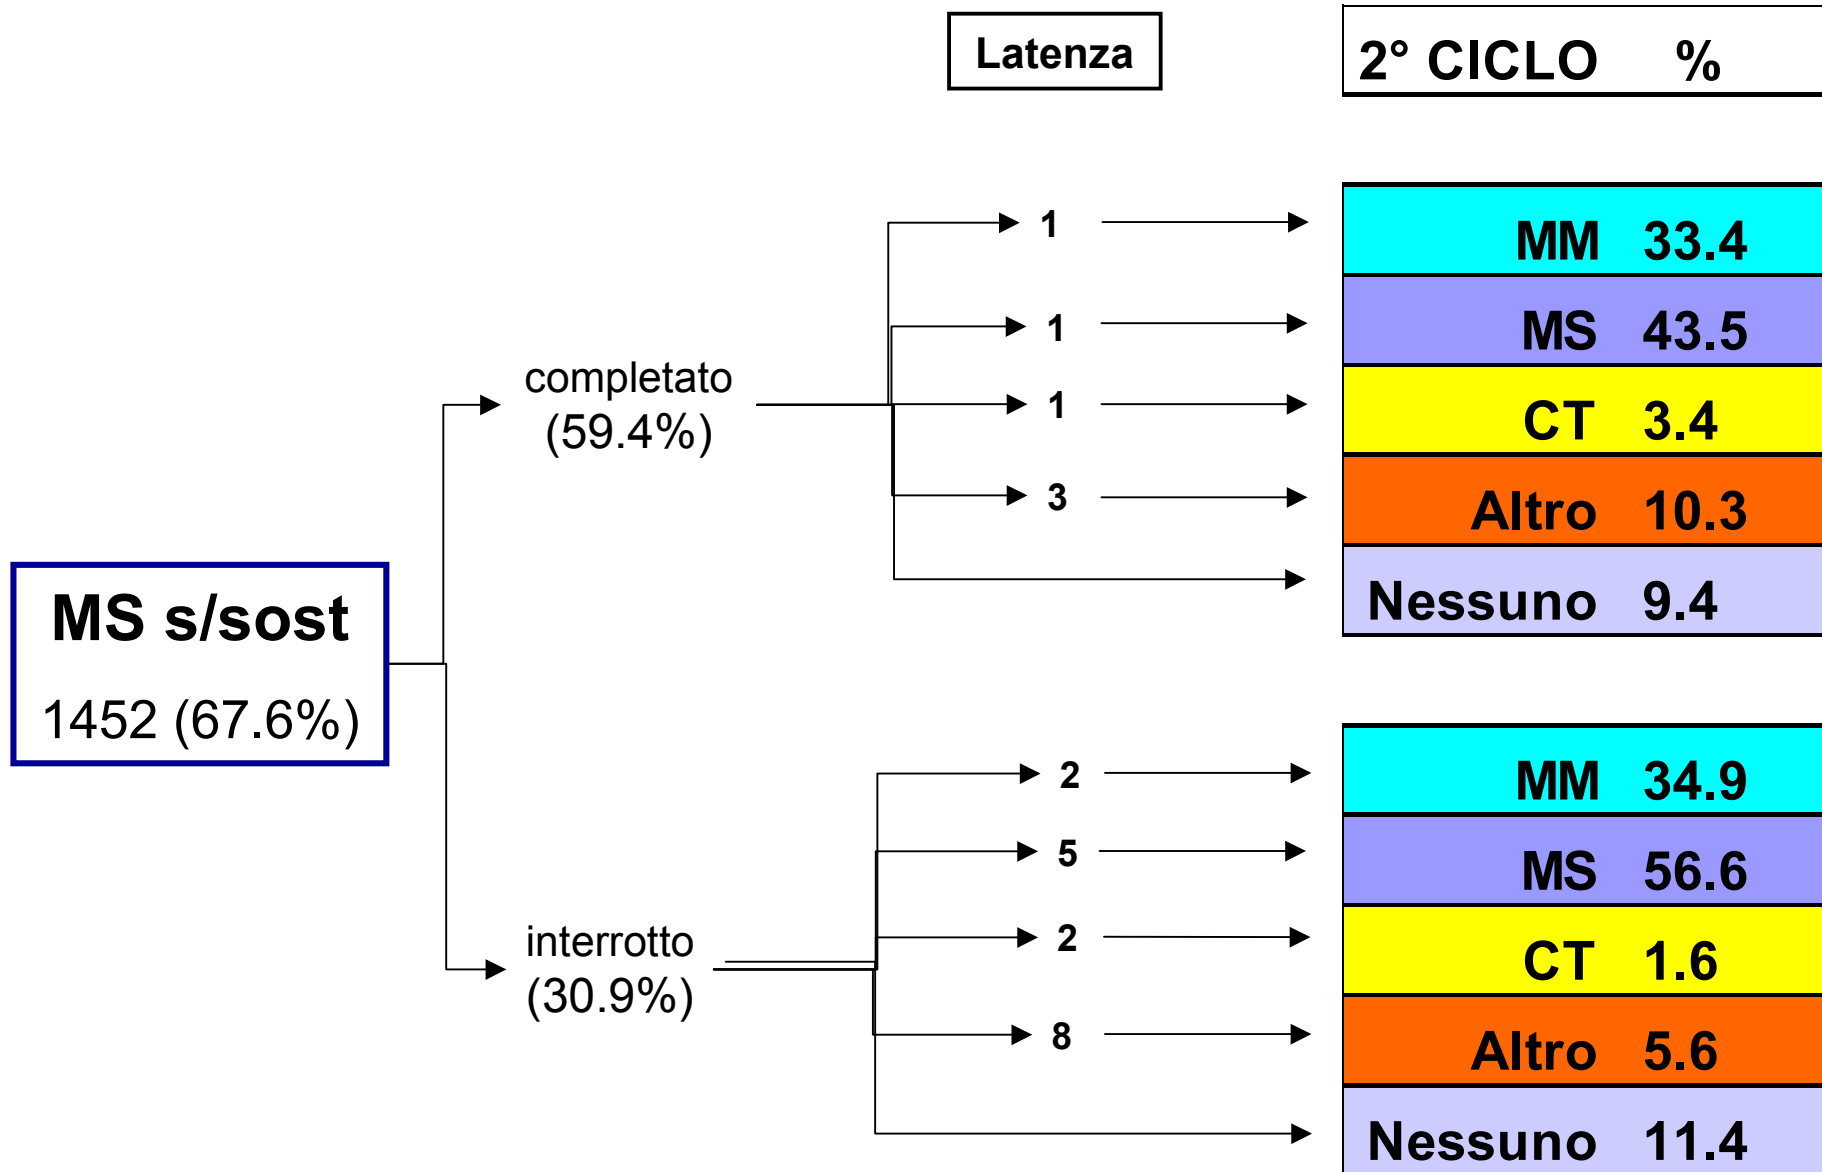 Latenza
2° CICLO %
1
MM 33.4
1
MS 43.5
completato
(59.4%)
1
CT 3.4
3
Altro 10.3
Nessuno 9.4
MS s/sost
1452 (67.6%)
2
MM 34.9
5
MS 56.6
interrotto
(30.9%)
2
CT 1.6
8
Altro 5.6
Nessuno 11.4